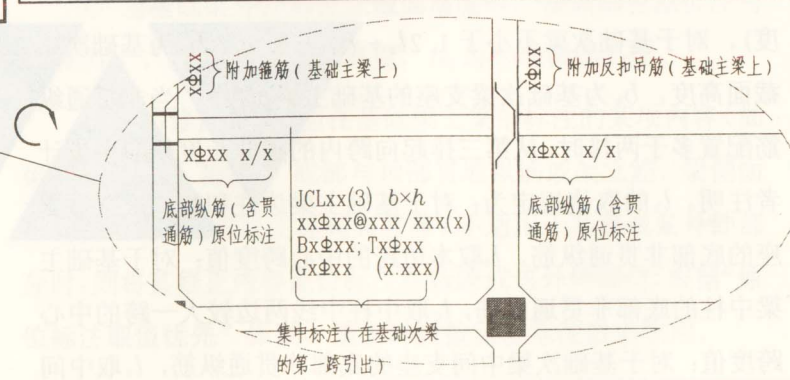 xΦxx
附加箍筋(基础主梁上)
xΦxx
附加反扣吊筋(基础主梁上)
xΦxx x/x
xΦxx x/x
底部纵筋(含贯
通筋)原位标注
JCLxx(3) b×h
xxΦxx@xxx/xxx(x)
BxΦxx; TxΦxx
GxΦxx (x.xxx)
底部纵筋(含贯
通筋)原位标注
集中标注(在基础次梁
的第一跨引出)